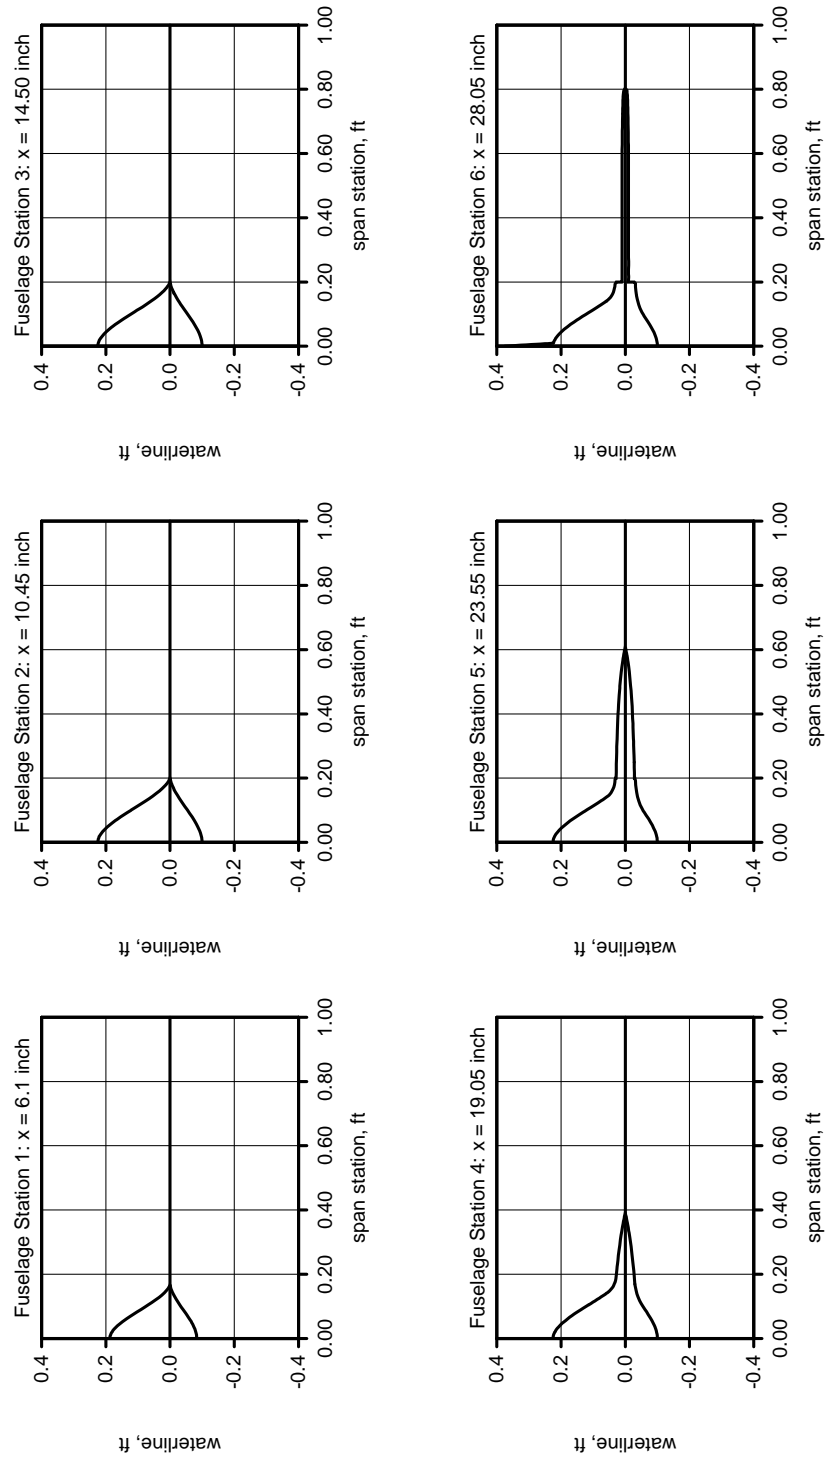 Fuselage Station 1: x = 6.1 inch
waterline, ft
0.4
0.2
0.0
-0.2
-0.4
0.00 0.20 0.40 0.60 0.80 1.00
span station, ft
Fuselage Station 2: x = 10.45 inch
waterline, ft
0.4
0.2
0.0
-0.2
-0.4
0.00 0.20 0.40 0.60 0.80 1.00
span station, ft
Fuselage Station 3: x = 14.50 inch
waterline, ft
0.4
0.2
0.0
-0.2
-0.4
0.00 0.20 0.40 0.60 0.80 1.00
span station, ft
Fuselage Station 4: x = 19.05 inch
waterline, ft
0.4
0.2
0.0
-0.2
-0.4
0.00 0.20 0.40 0.60 0.80 1.00
span station, ft
Fuselage Station 5: x = 23.55 inch
waterline, ft
0.4
0.2
0.0
-0.2
-0.4
0.00 0.20 0.40 0.60 0.80 1.00
span station, ft
Fuselage Station 6: x = 28.05 inch
waterline, ft
0.4
0.2
0.0
-0.2
-0.4
0.00 0.20 0.40 0.60 0.80 1.00
span station, ft